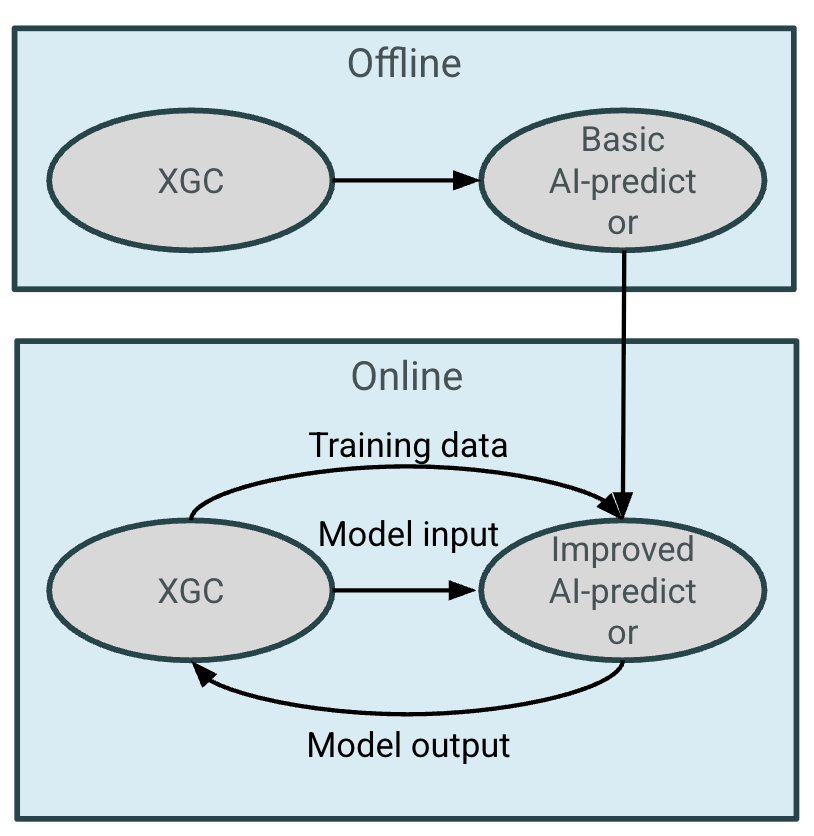 Offline
XGC
Basic
AI-predict
or
Online
Training data
Model input
XGC
Improved
AI-predict
or
Model output